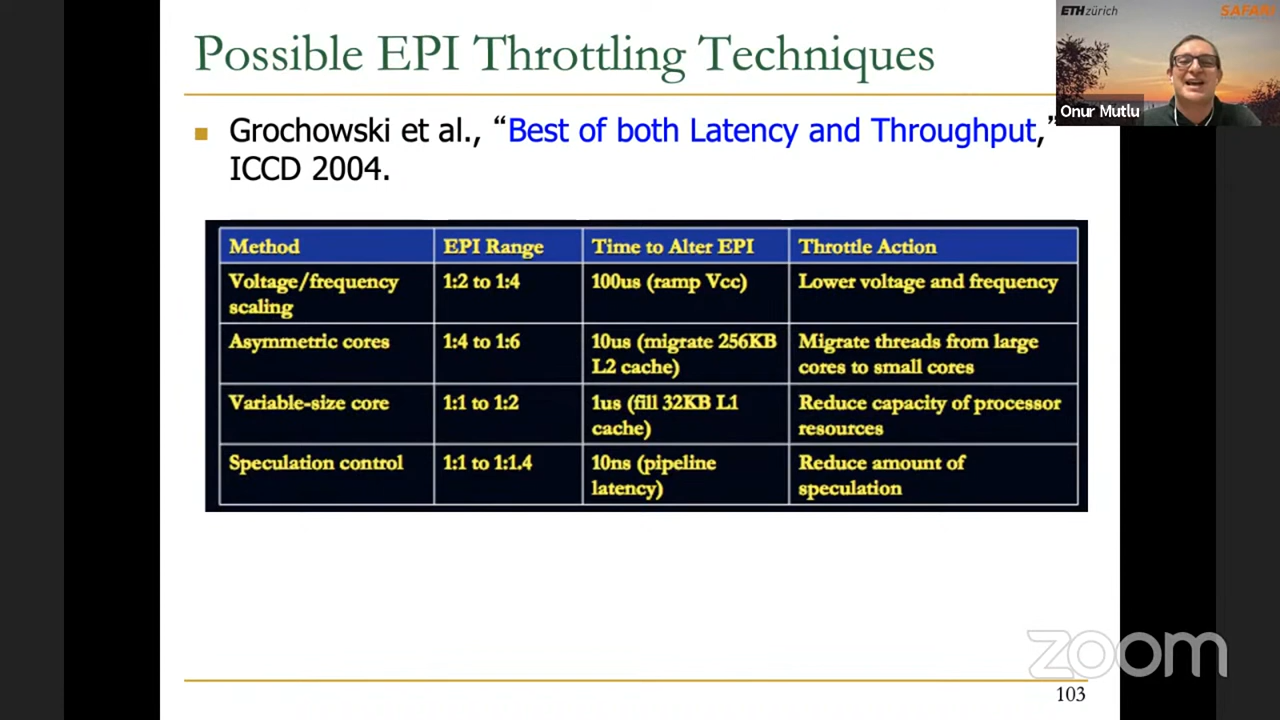 Possible EPI Throttling Techniques
ETH zürich
SAFARI
Onur Mutlu
Grochowski et al., “Best of both Latency and Throughput,”
ICCD 2004.
Method EPI Range Time to Alter EPI Throttle Action
Voltage/frequency 1:2 to 1:4 100us (ramp Vcc) Lower voltage and frequency
scaling
Asymmetric cores 1:4 to 1:6 10us (migrate 256KB Migrate threads from large
L2 cache) cores to small cores
Variable-size core 1:1 to 1:2 1us (fill 32KB L1 Reduce capacity of processor
cache) resources
Speculation control 1:1 to 1:1.4 10ns (pipeline Reduce amount of
latency) speculation
zoom
103